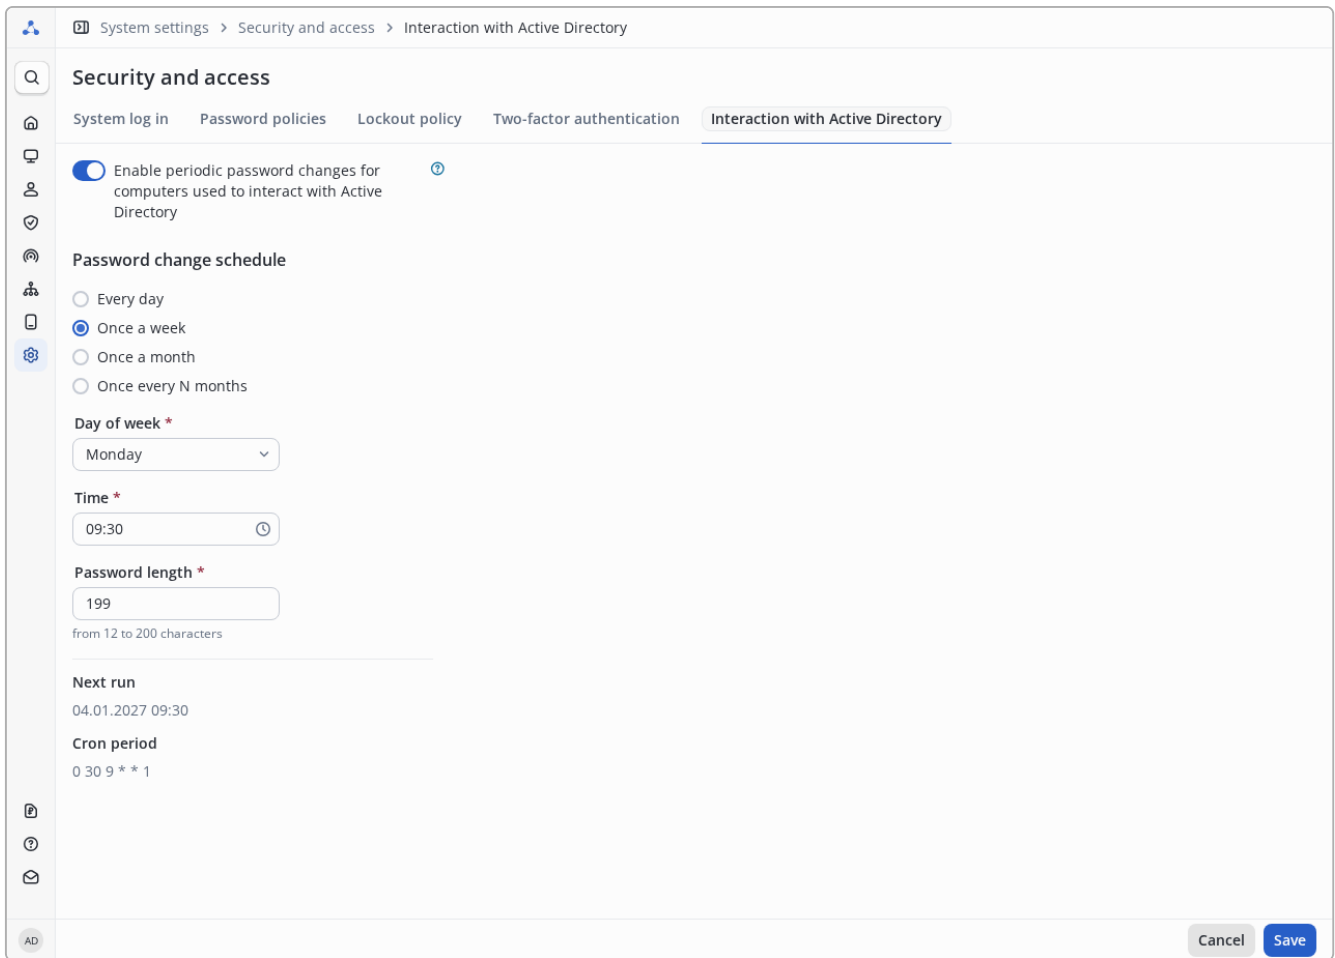 System settings > Security and access > Interaction with Active Directory
Security and access
System log in Password policies Lockout policy Two-factor authentication Interaction with Active Directory
Enable periodic password changes for
computers used to interact with Active
Directory
Password change schedule
Every day
Once a week
Once a month
Once every N months
Day of week *
Monday
Time *
09:30
Password length *
199
from 12 to 200 characters
Next run
04.01.2027 09:30
Cron period
0 30 9 * * 1
AD
Cancel Save